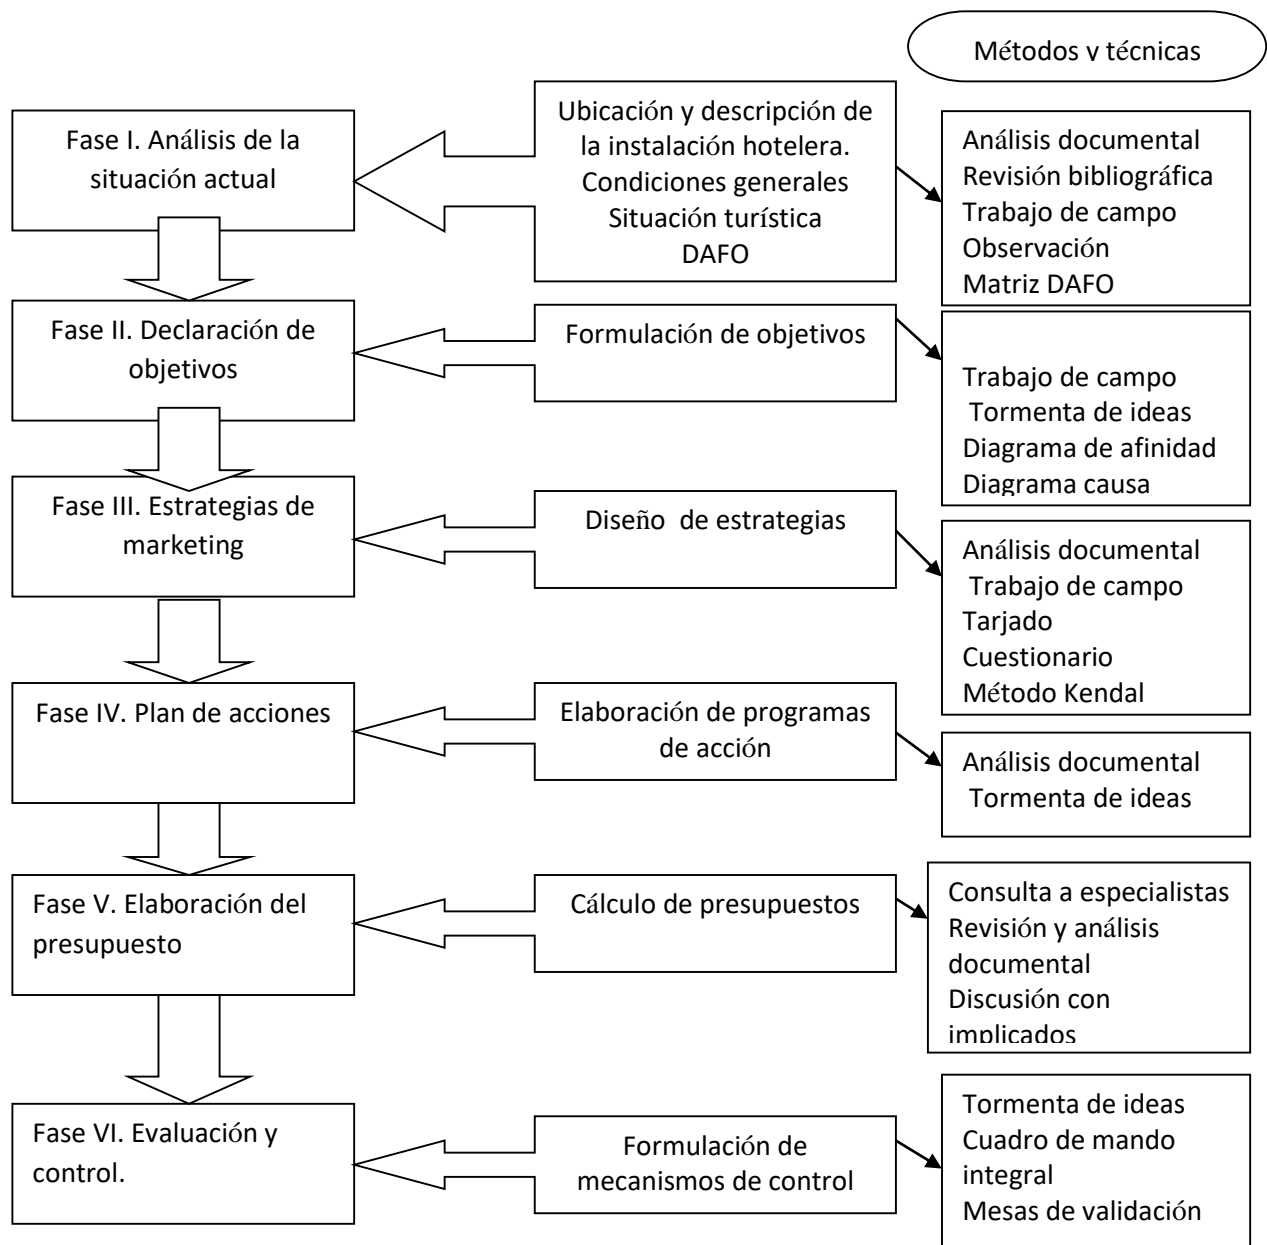 Métodos y técnicas
Fase I. Análisis de la
situación actual
Ubicación y descripción de
la instalación hotelera.
Condiciones generales
Situación turística
DAFO
Análisis documental
Revisión bibliográfica
Trabajo de campo
Observación
Matriz DAFO
Fase II. Declaración de
objetivos
Formulación de objetivos
Trabajo de campo
Tormenta de ideas
Diagrama de afinidad
Diagrama causa
Fase III. Estrategias de
marketing
Diseño de estrategias
Análisis documental
Trabajo de campo
Tarjado
Cuestionario
Método Kendal
Fase IV. Plan de acciones
Elaboración de programas
de acción
Análisis documental
Tormenta de ideas
Fase V. Elaboración del
presupuesto
Cálculo de presupuestos
Consulta a especialistas
Revisión y análisis
documental
Discusión con
implicados
Fase VI. Evaluación y
control.
Formulación de
mecanismos de control
Tormenta de ideas
Cuadro de mando
integral
Mesas de validación